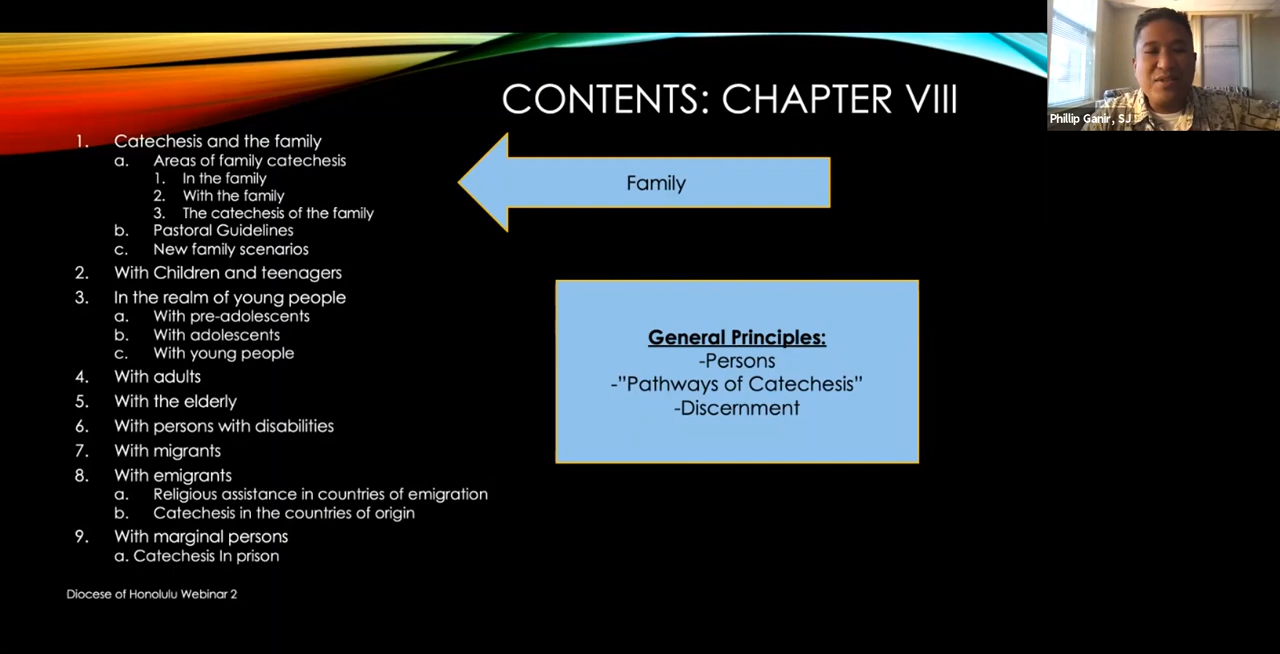 CONTENTS: CHAPTER VIII
Phillip Ganir, SJ
1. Catechesis and the family
a. Areas of family catechesis
1. In the family
2. With the family
3. The catechesis of the family
b. Pastoral Guidelines
c. New family scenarios
2. With Children and teenagers
3. In the realm of young people
a. With pre-adolescents
b. With adolescents
c. With young people
4. With adults
5. With the elderly
6. With persons with disabilities
7. With migrants
8. With emigrants
a. Religious assistance in countries of emigration
b. Catechesis in the countries of origin
9. With marginal persons
a. Catechesis In prison
Family
General Principles:
-Persons
-”Pathways of Catechesis”
-Discernment
Diocese of Honolulu Webinar 2